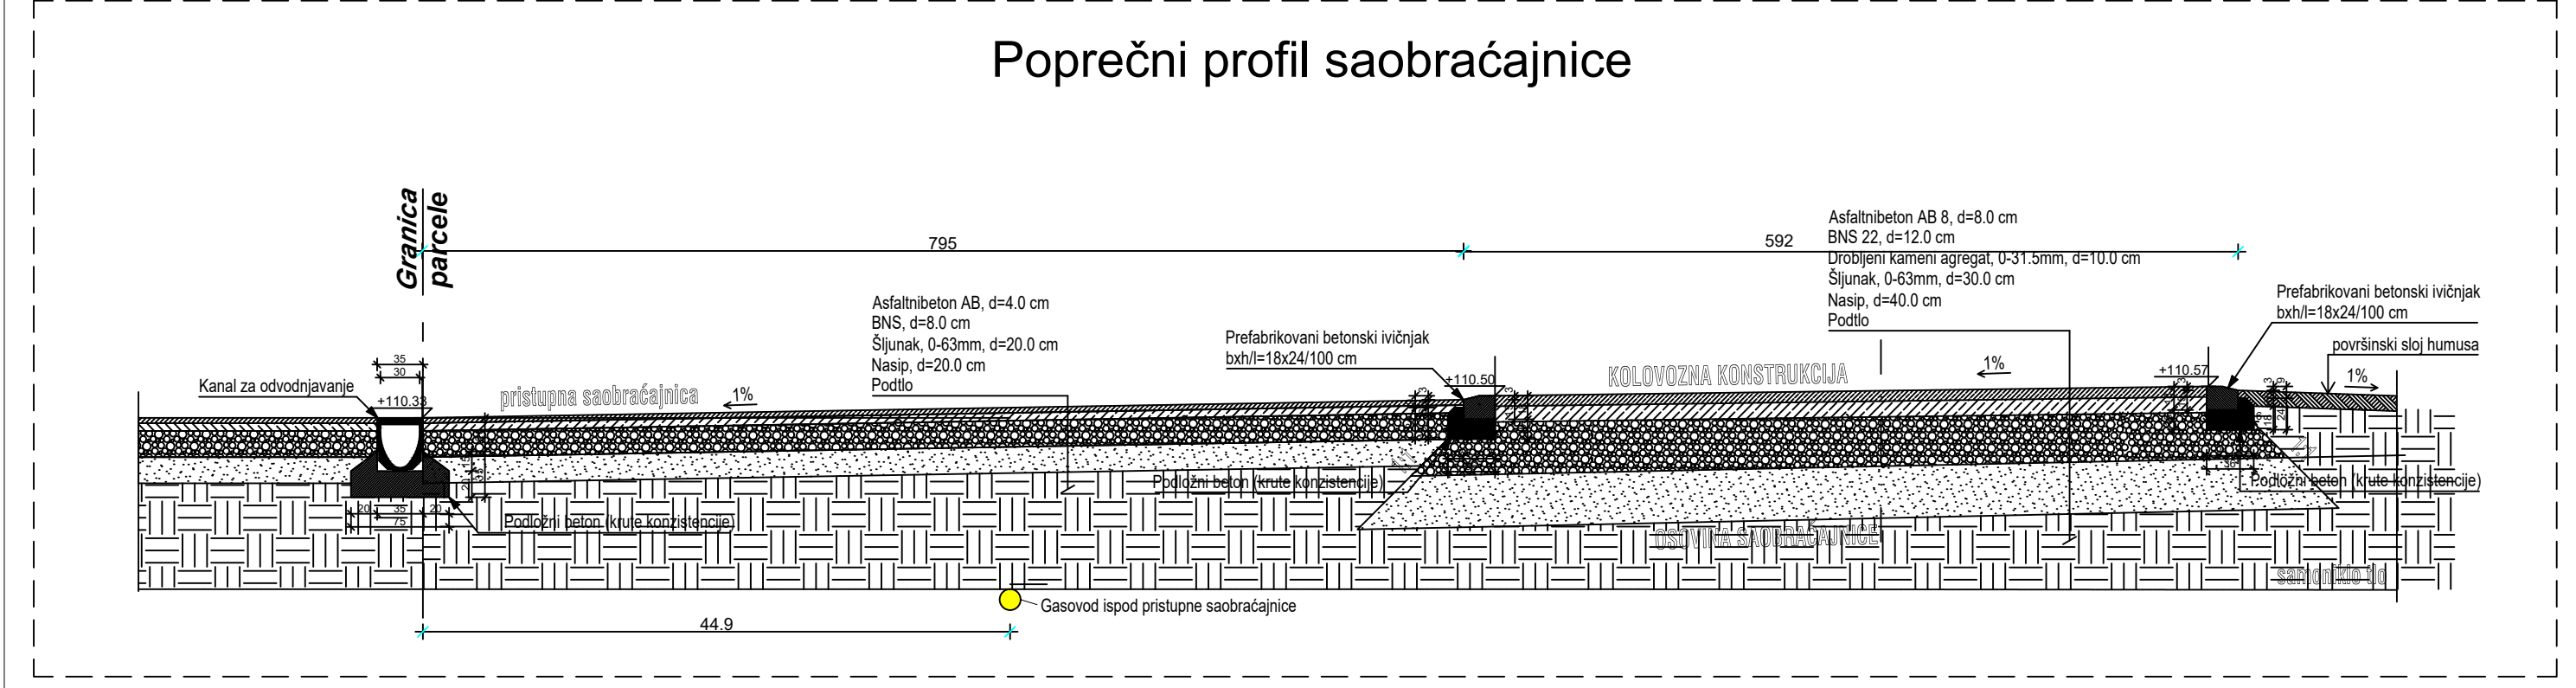 Poprečni profil saobraćajnice
Granica
parcele
795
592
Asfaltnibeton AB 8, d=8.0 cm
BNS 22, d=12.0 cm
Drobljeni kameni agregat, 0-31.5mm, d=10.0 cm
Šljunak, 0-63mm, d=30.0 cm
Nasip, d=40.0 cm
Podtlo
Asfaltnibeton AB, d=4.0 cm
BNS, d=8.0 cm
Šljunak, 0-63mm, d=20.0 cm
Nasip, d=20.0 cm
Podtlo
Prefabrikovani betonski ivičnjak
bxh/l=18x24/100 cm
Prefabrikovani betonski ivičnjak
bxh/l=18x24/100 cm
površinski sloj humusa
35
30
Kanal za odvodnjavanje
+110.33
pristupna saobraćajnica
1%
+110.50
KOLOVOZNA KONSTRUKCIJA
1%
+110.57
1%
Podložni beton (krute konzistencije)
Podložni beton (krute konzistencije)
20
35
20
75
Podložni beton (krute konzistencije)
OSOVINA SAOBRAĆAJNICE
samoniklo tlo
Gasovod ispod pristupne saobraćajnice
44.9